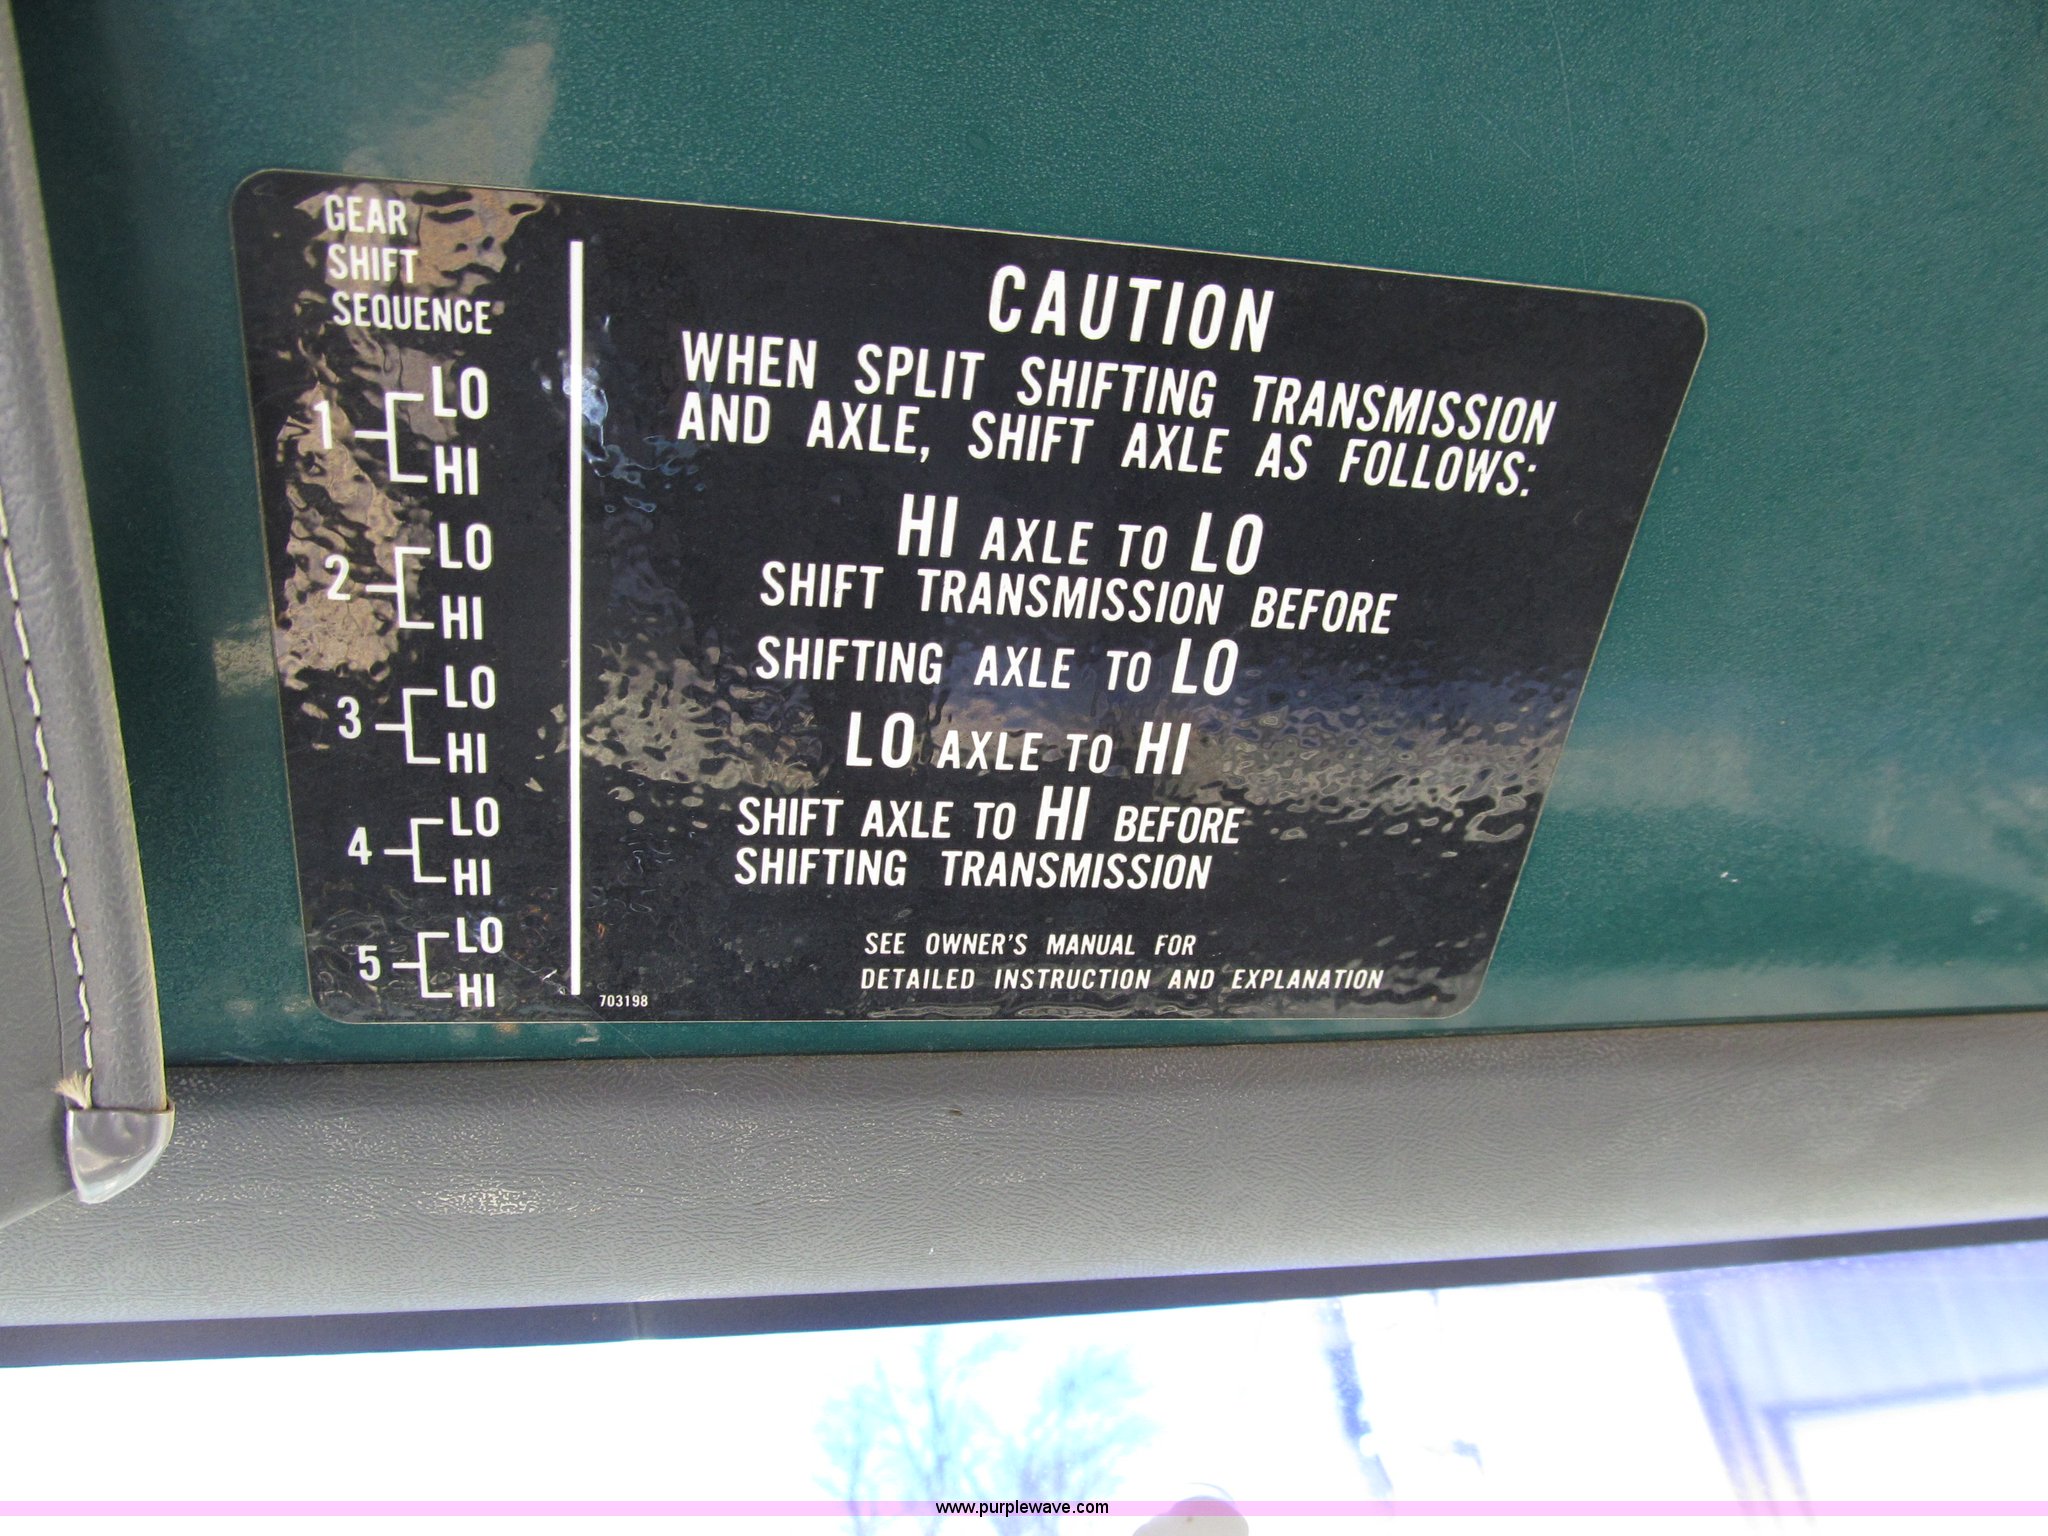 GEAR
SHIFT
SEQUENCE
1 LO
HI
2 LO
HI
3 LO
HI
4 LO
HI
5 LO
HI
CAUTION
WHEN SPLIT SHIFTING TRANSMISSION
AND AXLE, SHIFT AXLE AS FOLLOWS:
HI AXLE TO LO
SHIFT TRANSMISSION BEFORE
SHIFTING AXLE TO LO
LO AXLE TO HI
SHIFT AXLE TO HI BEFORE
SHIFTING TRANSMISSION
SEE OWNER'S MANUAL FOR
DETAILED INSTRUCTION AND EXPLANATION
703198
www.purplewave.com